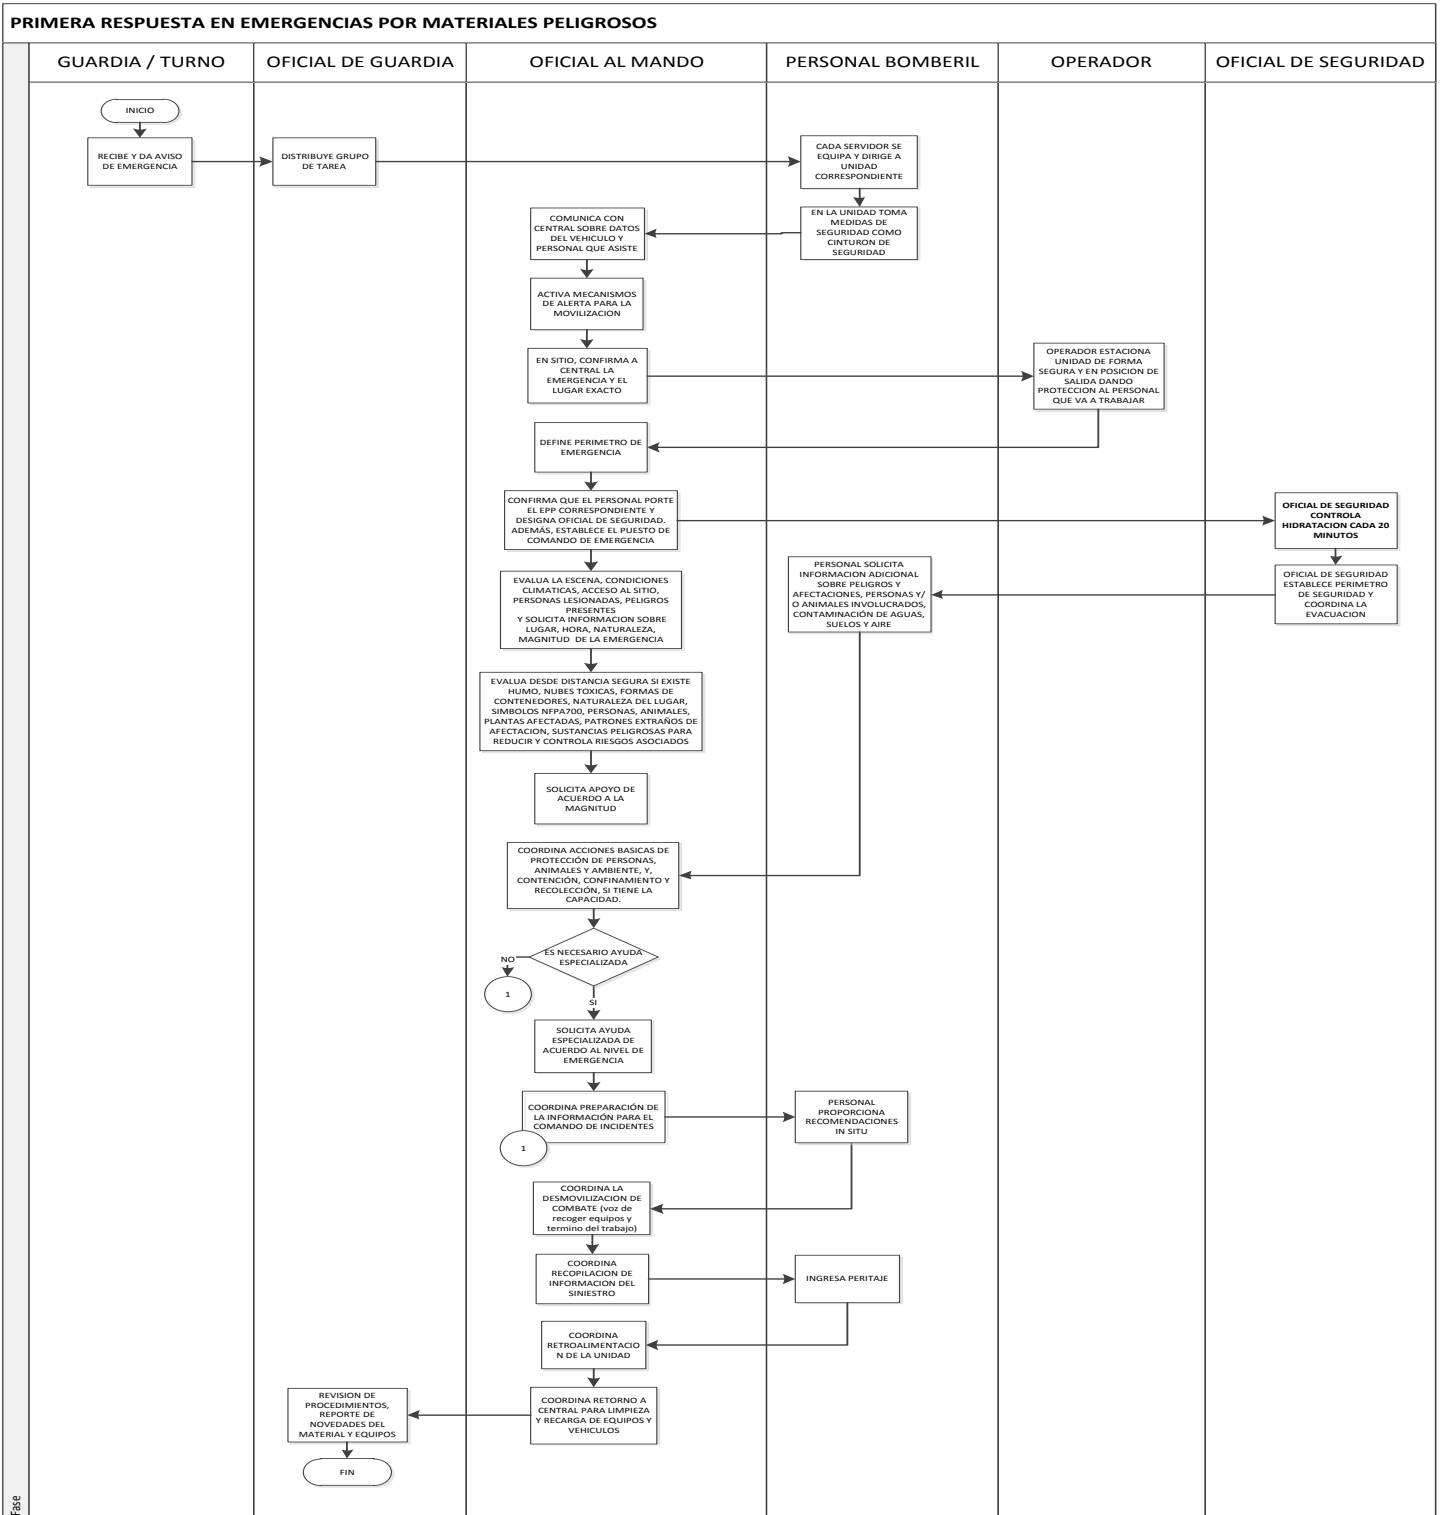 PRIMERA RESPUESTA EN EMERGENCIAS POR MATERIALES PELIGROSOS
GUARDIA / TURNO
OFICIAL DE GUARDIA
OFICIAL AL MANDO
PERSONAL BOMBERIL
OPERADOR
OFICIAL DE SEGURIDAD
INICIO
RECIBE Y DA AVISO
DE EMERGENCIA
DISTRIBUYE GRUPO
DE TAREA
CADA SERVIDOR SE
EQUIPA Y DIRIGE A
UNIDAD
CORRESPONDIENTE
EN LA UNIDAD TOMA
MEDIDAS DE
SEGURIDAD COMO
CINTURON DE
SEGURIDAD
COMUNICA CON
CENTRAL SOBRE DATOS
DEL VEHICULO Y
PERSONAL QUE ASISTE
ACTIVA MECANISMOS
DE ALERTA PARA LA
MOVILIZACION
EN SITIO, CONFIRMA A
CENTRAL LA
EMERGENCIA Y EL
LUGAR EXACTO
OPERADOR ESTACIONA
UNIDAD DE FORMA
SEGURA Y EN POSICION DE
SALIDA DANDO
PROTECCION AL PERSONAL
QUE VA A TRABAJAR
DEFINE PERIMETRO DE
EMERGENCIA
CONFIRMA QUE EL PERSONAL PORTE
EL EPP CORRESPONDIENTE Y
DESIGNA OFICIAL DE SEGURIDAD.
ADEMÁS, ESTABLECE EL PUESTO DE
COMANDO DE EMERGENCIA
OFICIAL DE SEGURIDAD
CONTROLA
HIDRATACION CADA 20
MINUTOS
OFICIAL DE SEGURIDAD
ESTABLECE PERIMETRO
DE SEGURIDAD Y
COORDINA LA
EVACUACION
PERSONAL SOLICITA
INFORMACION ADICIONAL
SOBRE PELIGROS Y
AFECTACIONES, PERSONAS Y/
O ANIMALES INVOLUCRADOS,
CONTAMINACIÓN DE AGUAS,
SUELOS Y AIRE
EVALUA LA ESCENA, CONDICIONES
CLIMATICAS, ACCESO AL SITIO,
PERSONAS LESIONADAS, PELIGROS
PRESENTES
Y SOLICITA INFORMACION SOBRE
LUGAR, HORA, NATURALEZA,
MAGNITUD DE LA EMERGENCIA
EVALUA DESDE DISTANCIA SEGURA SI EXISTE
HUMO, NUBES TOXICAS, FORMAS DE
CONTENEDORES, NATURALEZA DEL LUGAR,
SIMBOLOS NFPA700, PERSONAS, ANIMALES,
PLANTAS AFECTADAS, PATRONES EXTRAÑOS DE
AFECTACION, SUSTANCIAS PELIGROSAS PARA
REDUCIR Y CONTROLA RIESGOS ASOCIADOS
SOLICITA APOYO DE
ACUERDO A LA
MAGNITUD
COORDINA ACCIONES BASICAS DE
PROTECCIÓN DE PERSONAS,
ANIMALES Y AMBIENTE, Y,
CONTENCIÓN, CONFINAMIENTO Y
RECOLECCIÓN, SI TIENE LA
CAPACIDAD.
ES NECESARIO AYUDA
ESPECIALIZADA
NO
1
SI
SOLICITA AYUDA
ESPECIALIZADA DE
ACUERDO AL NIVEL DE
EMERGENCIA
COORDINA PREPARACIÓN DE
LA INFORMACIÓN PARA EL
COMANDO DE INCIDENTES
1
PERSONAL
PROPORCIONA
RECOMENDACIONES
IN SITU
COORDINA LA
DESMOVILIZACION DE
COMBATE (voz de
recoger equipos y
termino del trabajo)
COORDINA
RECOPILACION DE
INFORMACION DEL
SINIESTRO
INGRESA PERITAJE
COORDINA
RETROALIMENTACIO
N DE LA UNIDAD
COORDINA RETORNO A
CENTRAL PARA LIMPIEZA
Y RECARGA DE EQUIPOS Y
VEHICULOS
REVISION DE
PROCEDIMIENTOS,
REPORTE DE
NOVEDADES DEL
MATERIAL Y EQUIPOS
FIN
Fase